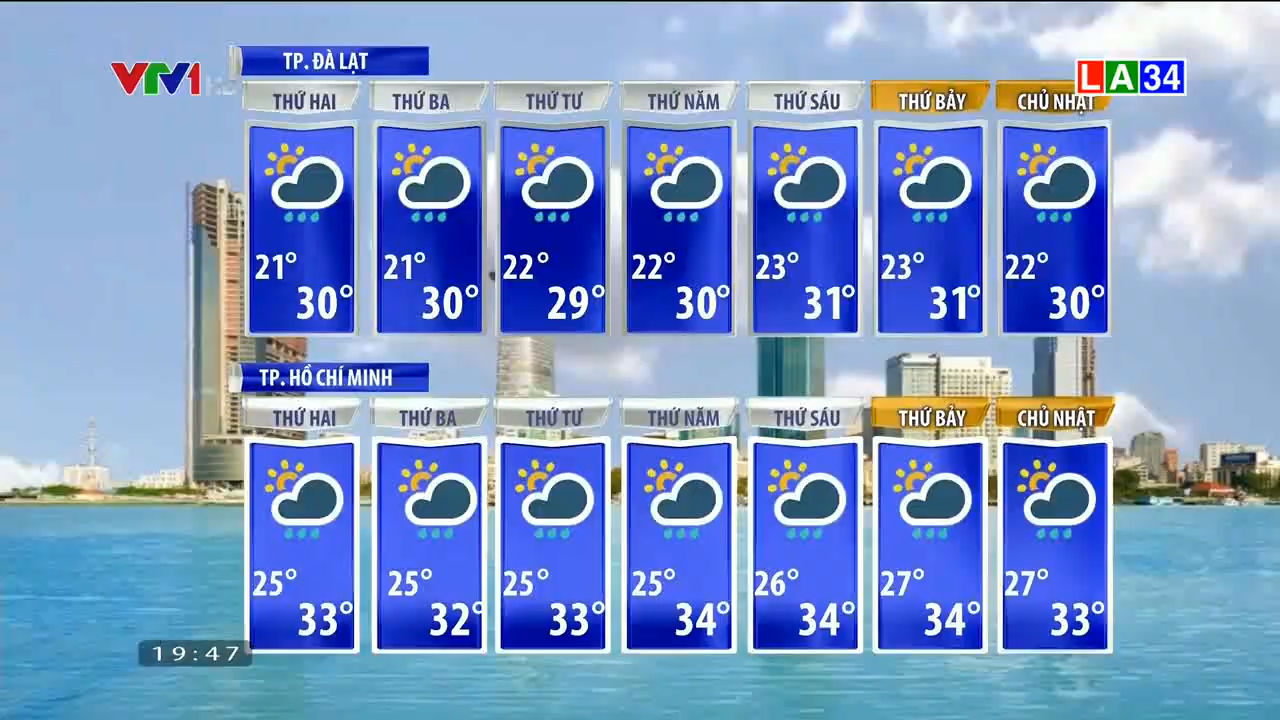 VTV1 HD
TP. ĐÀ LẠT
LA34
THỨ HAI THỨ BA THỨ TƯ THỨ NĂM THỨ SÁU THỨ BẢY CHỦ NHẬT
21° 21° 22° 22° 23° 23° 22°
30° 30° 29° 30° 31° 31° 30°
TP. HỒ CHÍ MINH
THỨ HAI THỨ BA THỨ TƯ THỨ NĂM THỨ SÁU THỨ BẢY CHỦ NHẬT
25° 25° 25° 25° 26° 27° 27°
33° 32° 33° 34° 34° 34° 33°
19:47